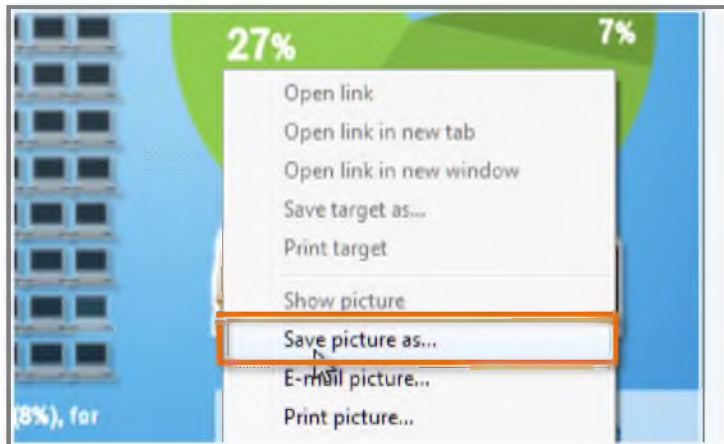 27%
7%
Open link
Open link in new tab
Open link in new window
Save target as...
Print target
Show picture
Save picture as...
E-mail picture...
Print picture...
(8%), for